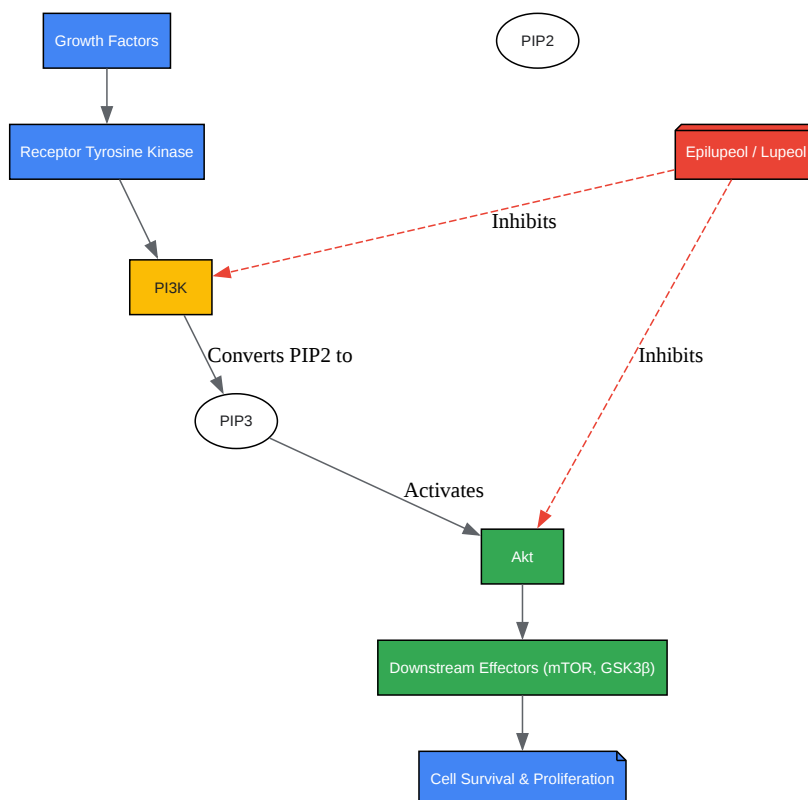 Growth Factors
PIP2
Receptor Tyrosine Kinase
Epilupeol / Lupeol
Inhibits
PI3K
Converts PIP2 to
Inhibits
PIP3
Activates
Akt
Downstream Effectors (mTOR, GSK3β)
Cell Survival & Proliferation